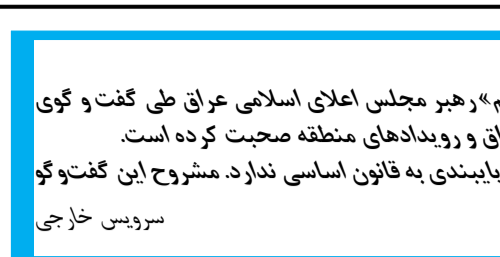 م» رهبر مجلس اعلای اسلامی عراق طی گفت و گوی
اق و رویدادهای منطقه صحبت کرده است.
پایبندی به قانون اساسی ندارد. مشروح این گفت‌و‌گو
سرویس خارجی